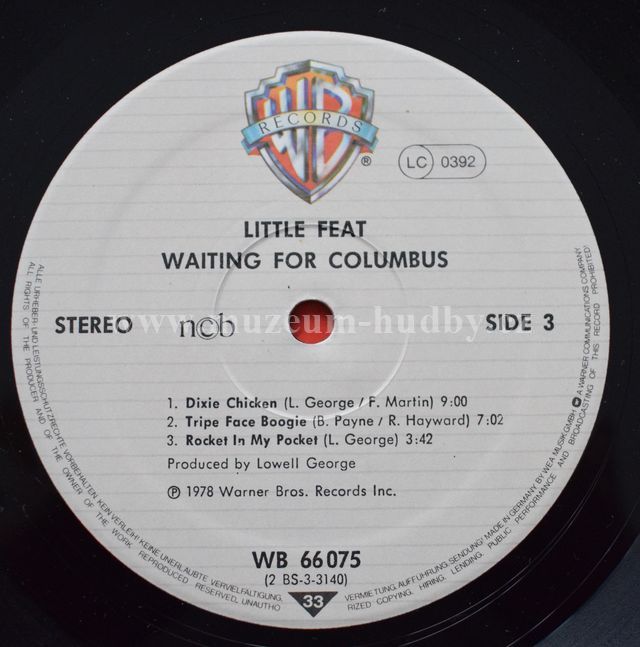 WB
RECORDS
®
LC 0392
LITTLE FEAT
WAITING FOR COLUMBUS
STEREO
n©b
SIDE 3
www.muzeum-hudby.
1. Dixie Chicken (L. George / F. Martin) 9:00
2. Tripe Face Boogie (B. Payne / R. Hayward) 7:02
3. Rocket In My Pocket (L. George) 3:42
Produced by Lowell George
℗ 1978 Warner Bros. Records Inc.
WB 66075
(2 BS-3-3140)
33
ALLE URHEBER- UND LEISTUNGSSCHUTZRECHTE VORBEHALTEN. KEIN VERLEIH! KEINE UNERLAUBTE VERVIELFÄLTIGUNG, VERMIETUNG, AUFFÜHRUNG, SENDUNG! MADE IN GERMANY BY WEA MUSIK GMBH. A WARNER COMMUNICATIONS COMPANY
ALL RIGHTS OF THE PRODUCER AND OF THE OWNER OF THE WORK REPRODUCED RESERVED. UNAUTHORIZED COPYING, HIRING, LENDING, PUBLIC PERFORMANCE AND BROADCASTING OF THIS RECORD PROHIBITED!